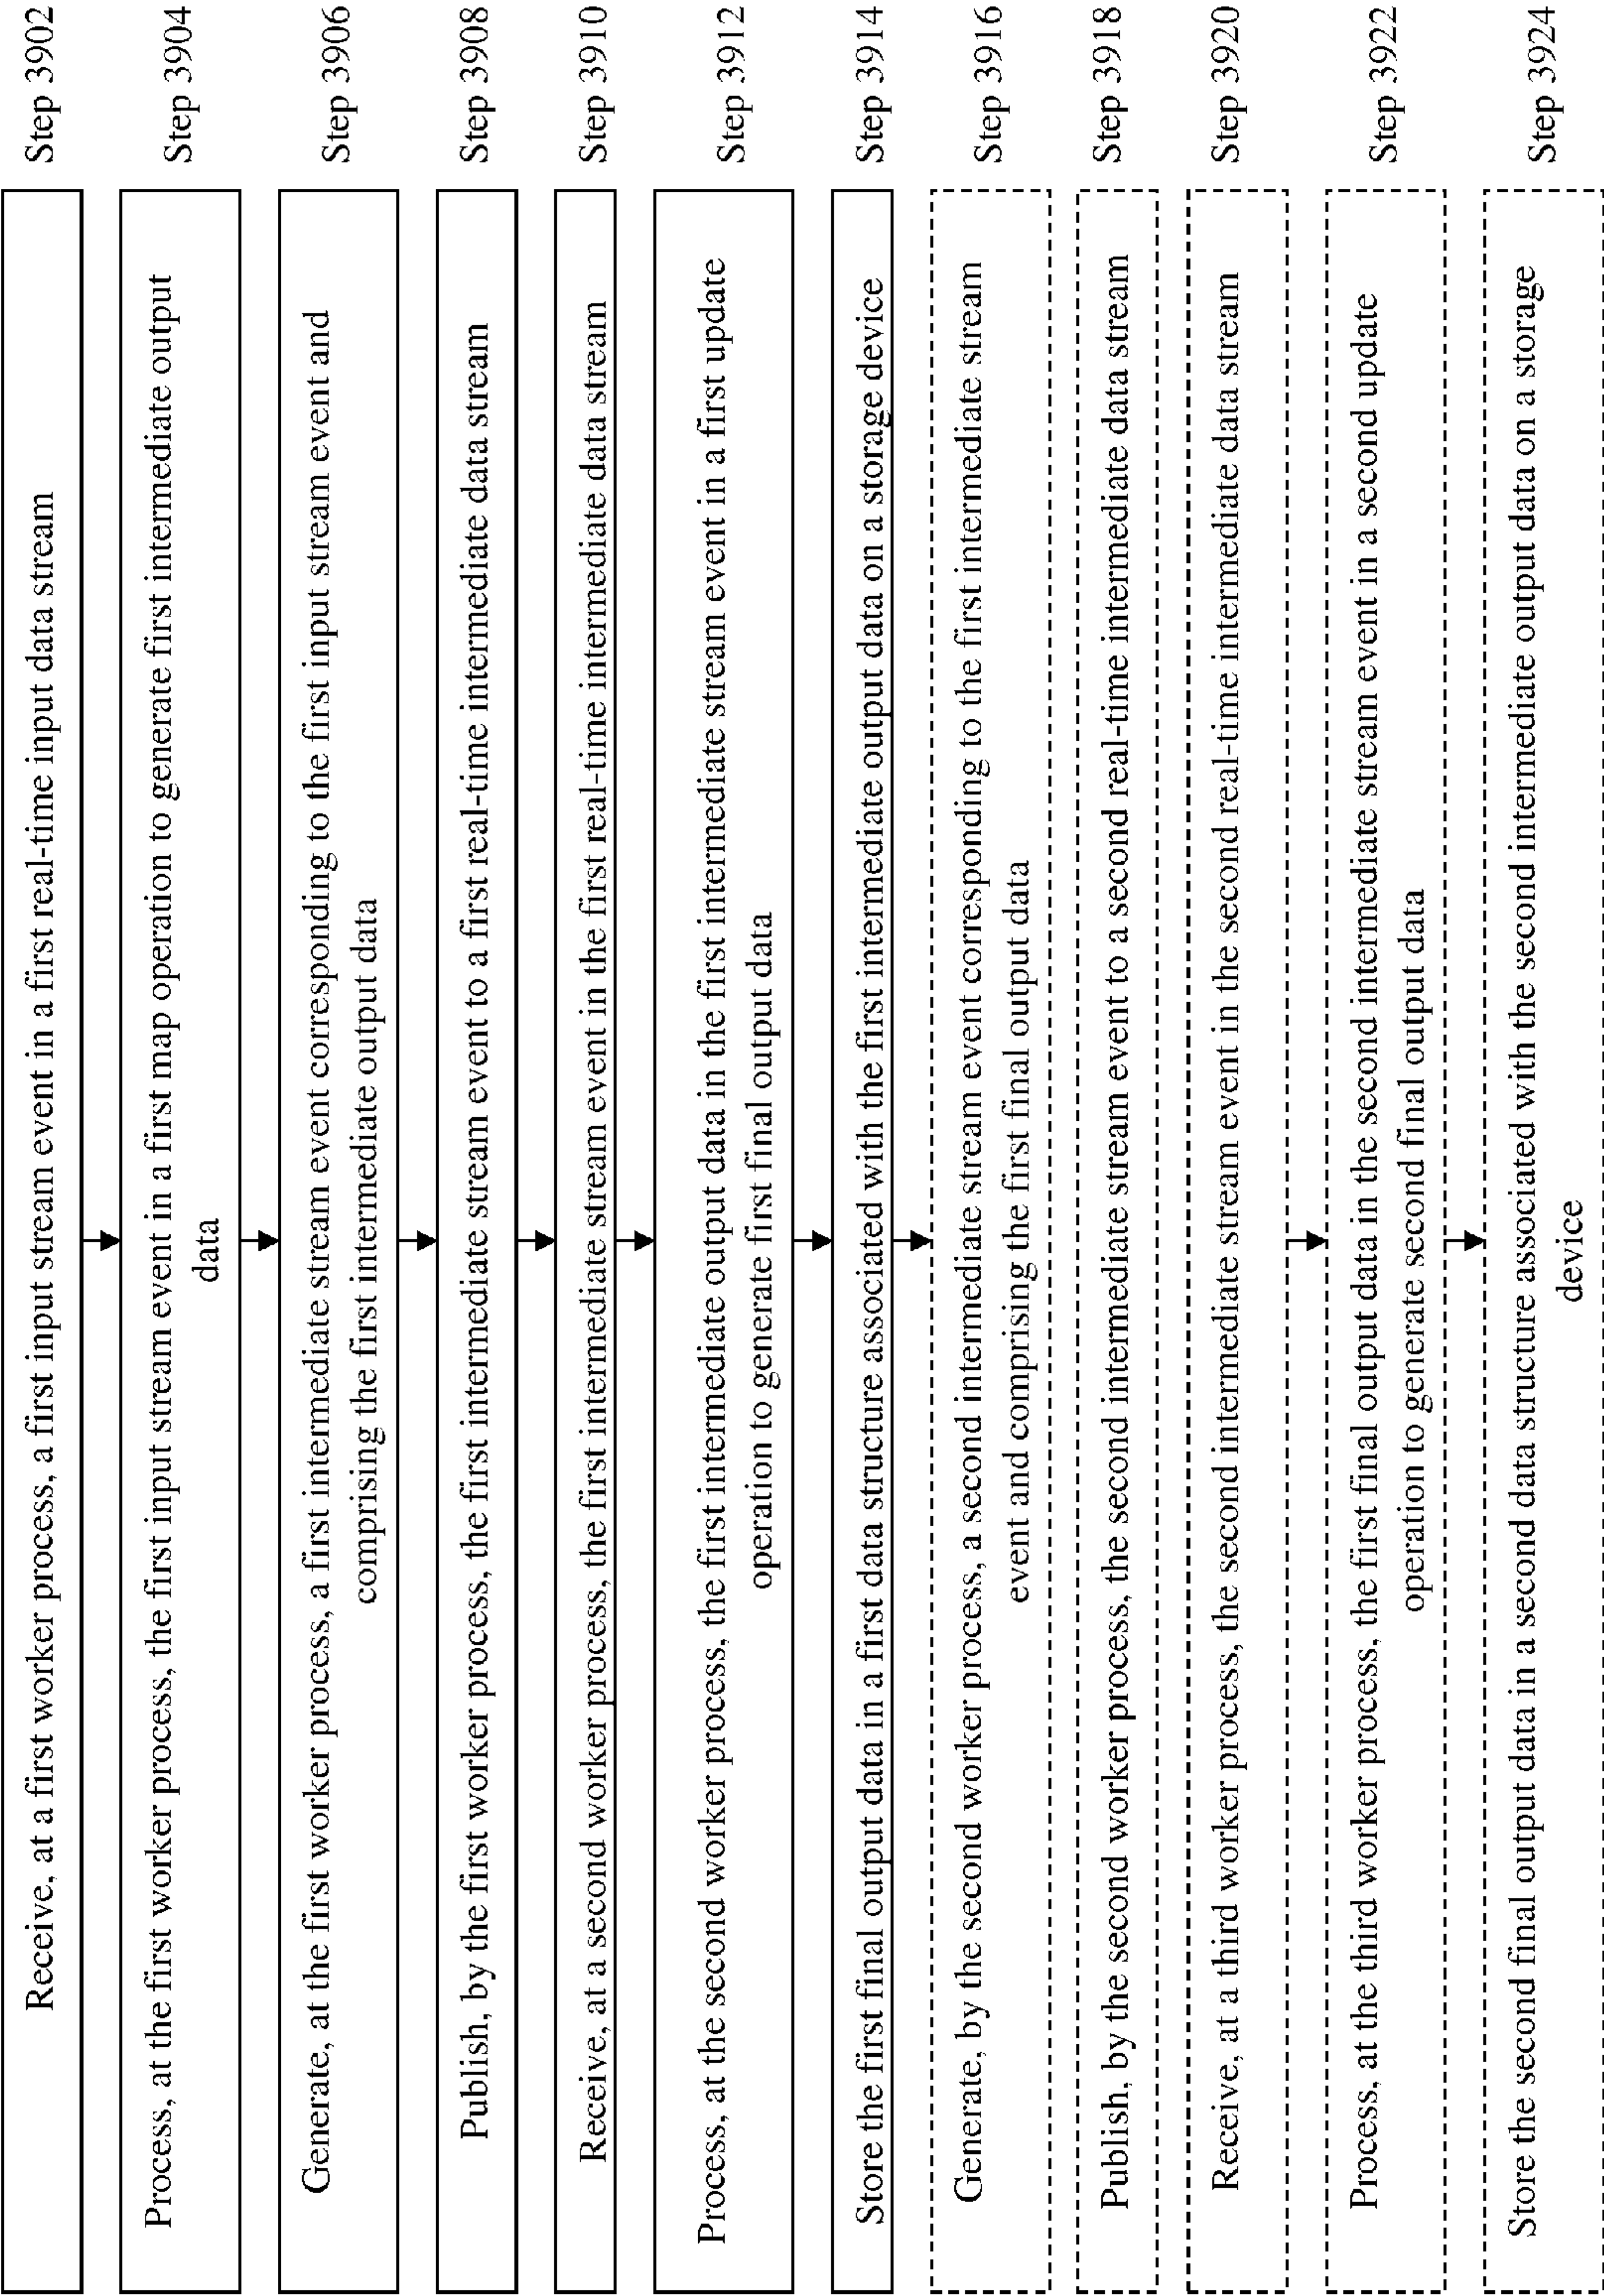 Receive, at a first worker process, a first input stream event in a first real-time input data stream
Step 3902
Process, at the first worker process, the first input stream event in a first map operation to generate first intermediate output
data
Step 3904
Generate, at the first worker process, a first intermediate stream event corresponding to the first input stream event and
comprising the first intermediate output data
Step 3906
Publish, by the first worker process, the first intermediate stream event to a first real-time intermediate data stream
Step 3908
Receive, at a second worker process, the first intermediate stream event in the first real-time intermediate data stream
Step 3910
Process, at the second worker process, the first intermediate output data in the first intermediate stream event in a first update
operation to generate first final output data
Step 3912
Store the first final output data in a first data structure associated with the first intermediate output data on a storage device
Step 3914
Generate, by the second worker process, a second intermediate stream event corresponding to the first intermediate stream
event and comprising the first final output data
Step 3916
Publish, by the second worker process, the second intermediate stream event to a second real-time intermediate data stream
Step 3918
Receive, at a third worker process, the second intermediate stream event in the second real-time intermediate data stream
Step 3920
Process, at the third worker process, the first final output data in the second intermediate stream event in a second update
operation to generate second final output data
Step 3922
Store the second final output data in a second data structure associated with the second intermediate output data on a storage
device
Step 3924